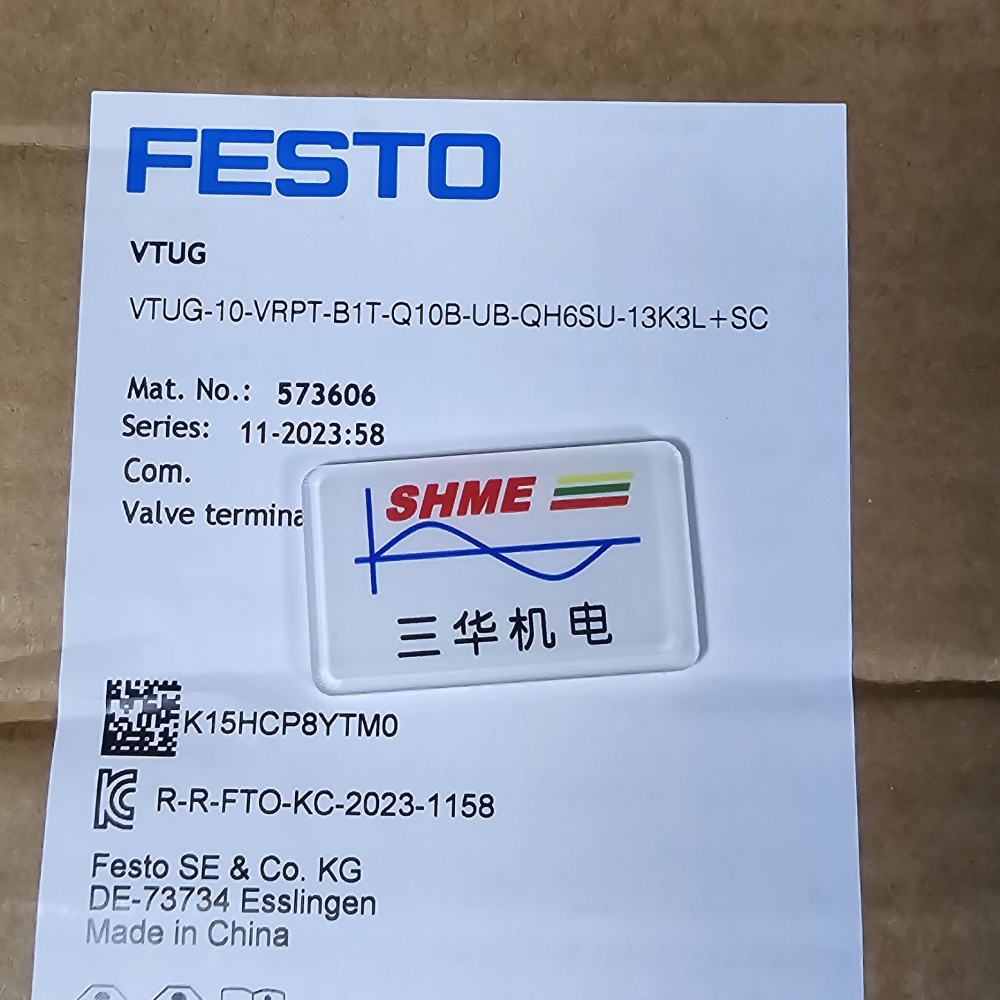 FESTO
VTUG
VTUG-10-VRPT-B1T-Q10B-UB-QH6SU-13K3L+SC
Mat. No.: 573606
Series: 11-2023:58
Com.
Valve termina
SHME
三华机电
K15HCP8YTM0
R-R-FTO-KC-2023-1158
Festo SE & Co. KG
DE-73734 Esslingen
Made in China